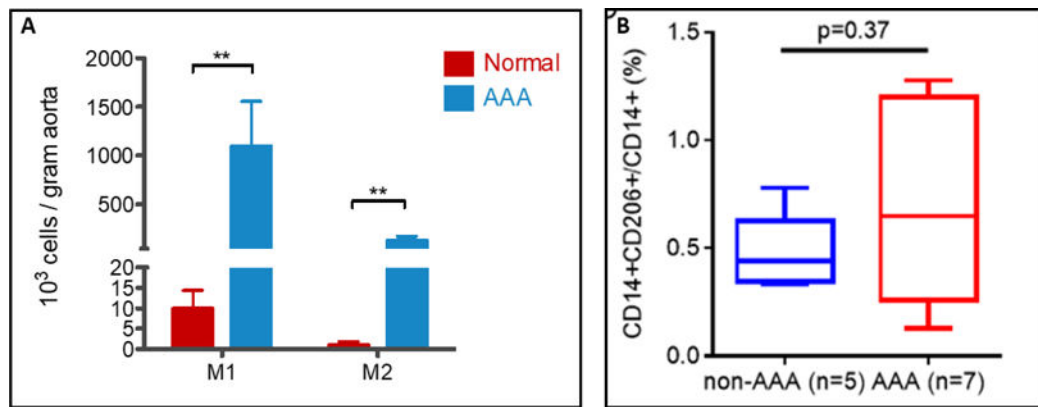 A
2000
1500
1000
500
20
15
10
5
0
10³ cells / gram aorta
**
**
Normal
AAA
M1
M2
B
p=0.37
1.5
1.0
0.5
0.0
CD14+CD206+/CD14+ (%)
non-AAA (n=5) AAA (n=7)